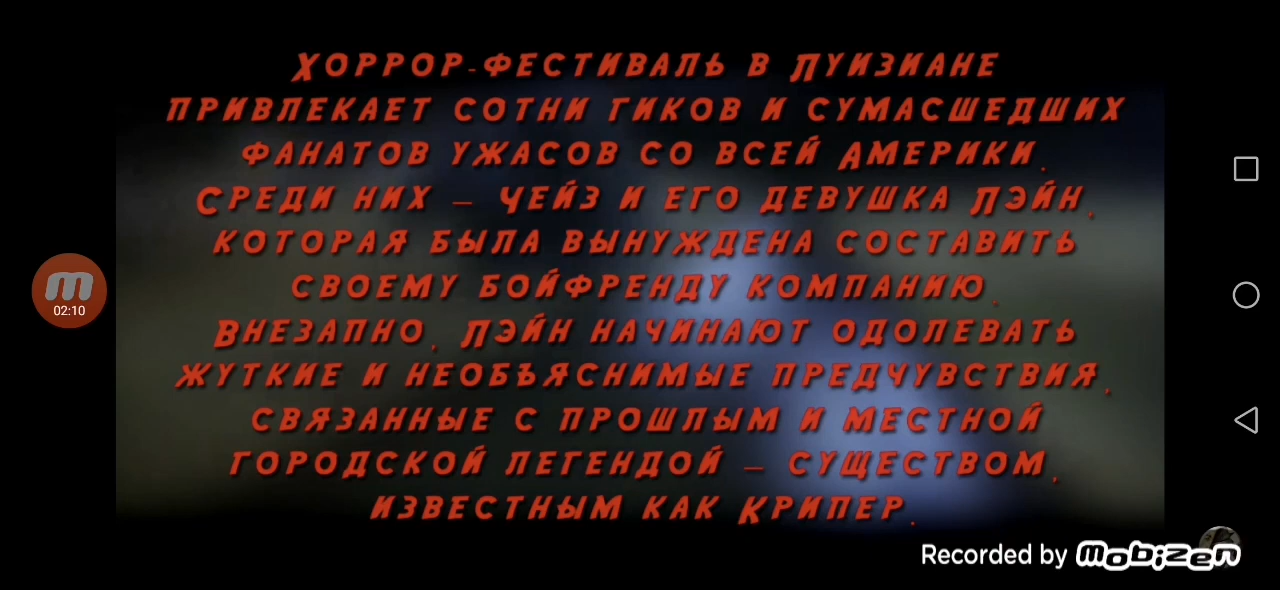 Хоррор-фестиваль в Луизиане
привлекает сотни гиков и сумасшедших
фанатов ужасов со всей Америки.
Среди них – Чейз и его девушка Лэйн,
которая была вынуждена составить
своему бойфренду компанию.
Внезапно, Лэйн начинают одолевать
жуткие и необъяснимые предчувствия,
связанные с прошлым и местной
городской легендой – существом,
известным как Крипер.
m
02:10
Recorded by mobizen